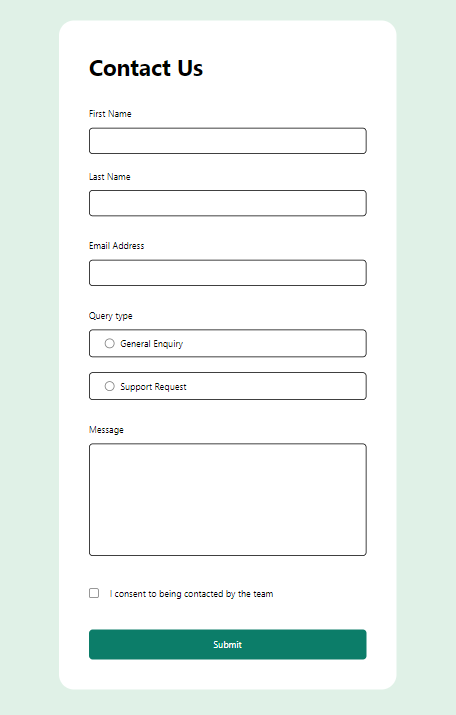 Contact Us
First Name
Last Name
Email Address
Query type
General Enquiry
Support Request
Message
I consent to being contacted by the team
Submit